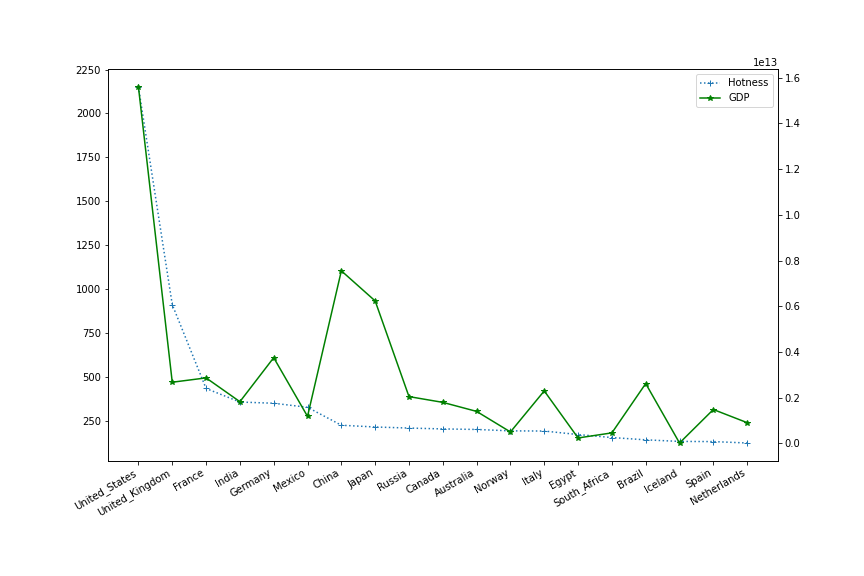 1e13
2250
2000
1750
1500
1250
1000
750
500
250
Hotness
GDP
1.6
1.4
1.2
1.0
0.8
0.6
0.4
0.2
0.0
United_States
United_Kingdom
France
India
Germany
Mexico
China
Japan
Russia
Canada
Australia
Norway
Italy
Egypt
South_Africa
Brazil
Iceland
Spain
Netherlands